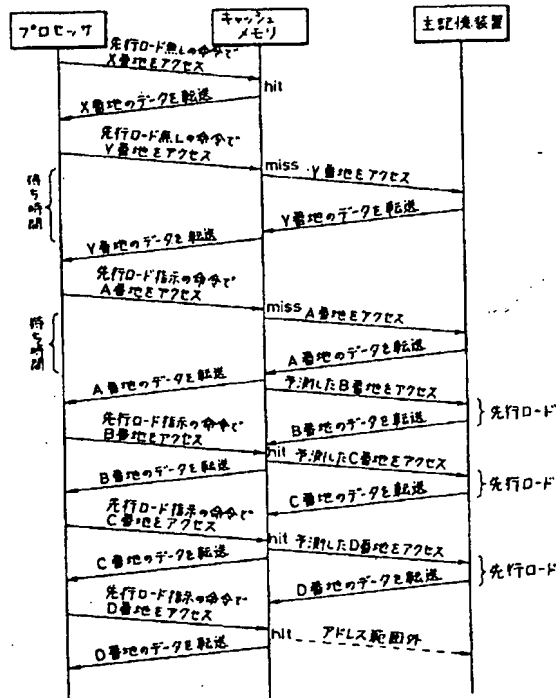 プロセッサ
キャッシュ
メモリ
主記憶装置
先行ロード無しの命令で
X番地をアクセス
hit
X番地のデータを転送
先行ロード無しの命令で
Y番地をアクセス
miss
Y番地をアクセス
待ち時間
Y番地のデータを転送
Y番地のデータを転送
先行ロード指示の命令で
A番地をアクセス
miss
A番地をアクセス
待ち時間
A番地のデータを転送
A番地のデータを転送
予測したB番地をアクセス
先行ロード
B番地のデータを転送
先行ロード指示の命令で
B番地をアクセス
hit
予測したC番地をアクセス
B番地のデータを転送
先行ロード
C番地のデータを転送
先行ロード指示の命令で
C番地をアクセス
hit
予測したD番地をアクセス
C番地のデータを転送
先行ロード
D番地のデータを転送
先行ロード指示の命令で
D番地をアクセス
hit
アドレス範囲外
D番地のデータを転送